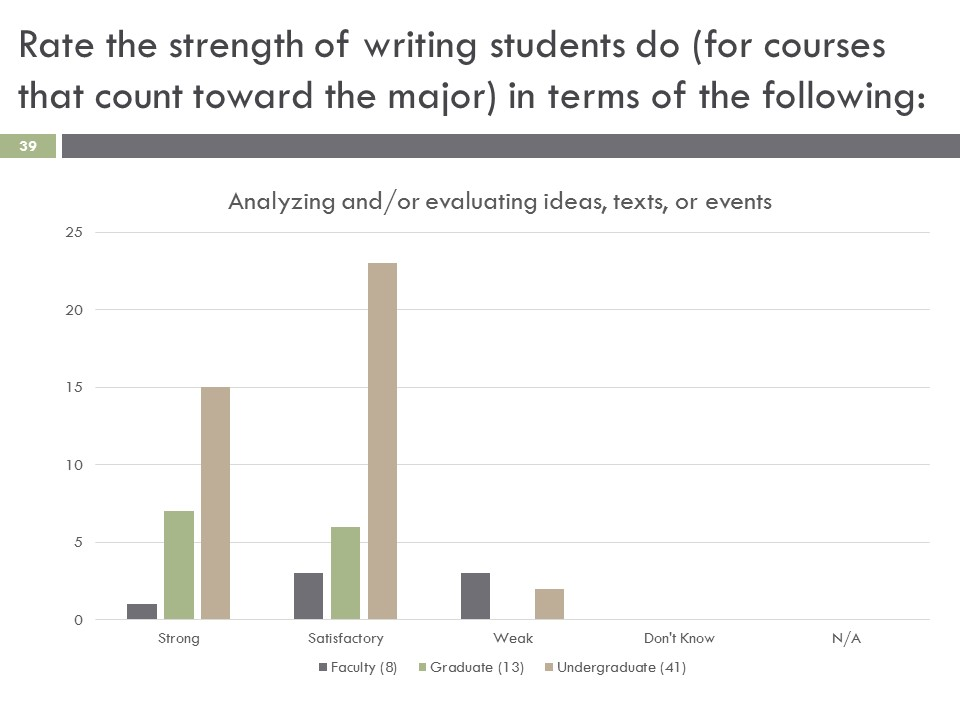 Rate the strength of writing students do (for courses
that count toward the major) in terms of the following:
39
Analyzing and/or evaluating ideas, texts, or events
25
20
15
10
5
0
Strong Satisfactory Weak Don't Know N/A
Faculty (8) Graduate (13) Undergraduate (41)